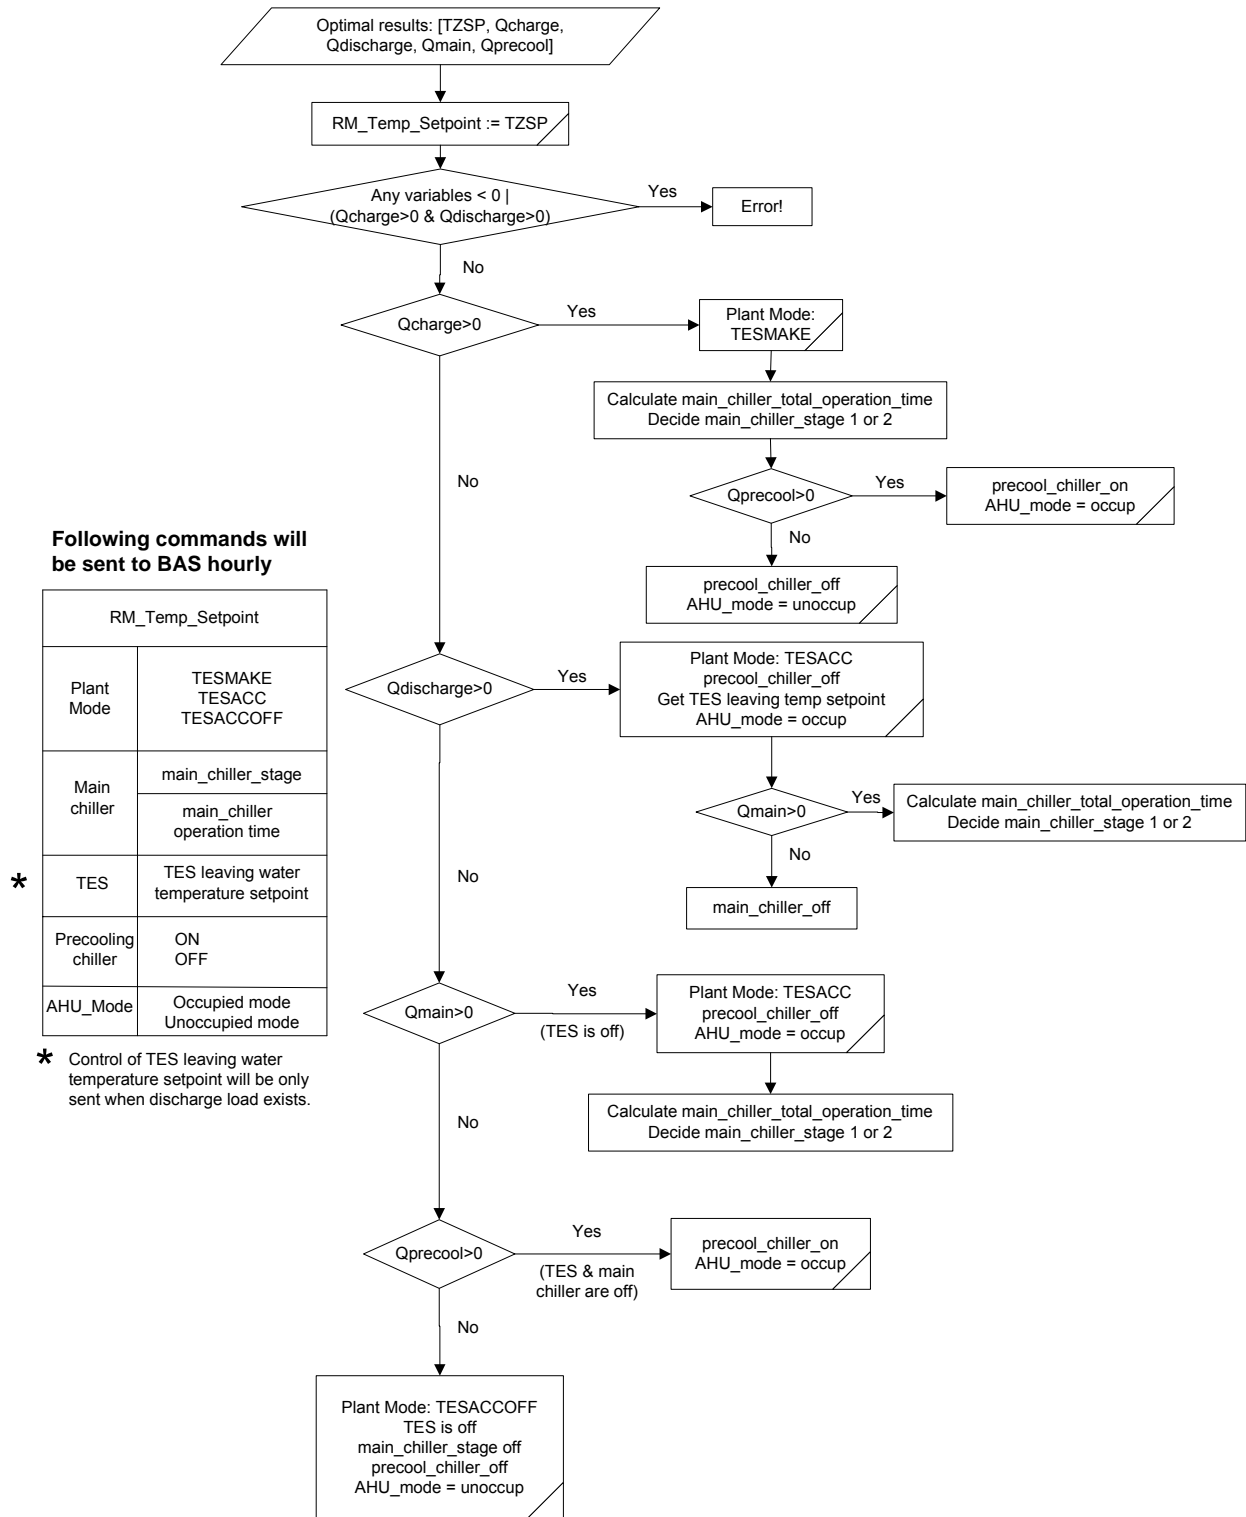 Optimal results: [TZSP, Qcharge,
Qdischarge, Qmain, Qprecool]
RM_Temp_Setpoint := TZSP
Any variables < 0 |
(Qcharge>0 & Qdischarge>0)
Yes
Error!
No
Qcharge>0
Yes
Plant Mode:
TESMAKE
Calculate main_chiller_total_operation_time
Decide main_chiller_stage 1 or 2
No
Qprecool>0
Yes
precool_chiller_on
AHU_mode = occup
No
precool_chiller_off
AHU_mode = unoccup
Following commands will
be sent to BAS hourly
RM_Temp_Setpoint
Plant
Mode
TESMAKE
TESACC
TESACCOFF
Main
chiller
main_chiller_stage
main_chiller
operation time
*
TES
TES leaving water
temperature setpoint
Precooling
chiller
ON
OFF
AHU_Mode
Occupied mode
Unoccupied mode
* Control of TES leaving water
temperature setpoint will be only
sent when discharge load exists.
Qdischarge>0
Yes
Plant Mode: TESACC
precool_chiller_off
Get TES leaving temp setpoint
AHU_mode = occup
Qmain>0
Yes
Calculate main_chiller_total_operation_time
Decide main_chiller_stage 1 or 2
No
main_chiller_off
No
Qmain>0
Yes
(TES is off)
Plant Mode: TESACC
precool_chiller_off
AHU_mode = occup
Calculate main_chiller_total_operation_time
Decide main_chiller_stage 1 or 2
No
Qprecool>0
Yes
(TES & main
chiller are off)
precool_chiller_on
AHU_mode = occup
No
Plant Mode: TESACCOFF
TES is off
main_chiller_stage off
precool_chiller_off
AHU_mode = unoccup